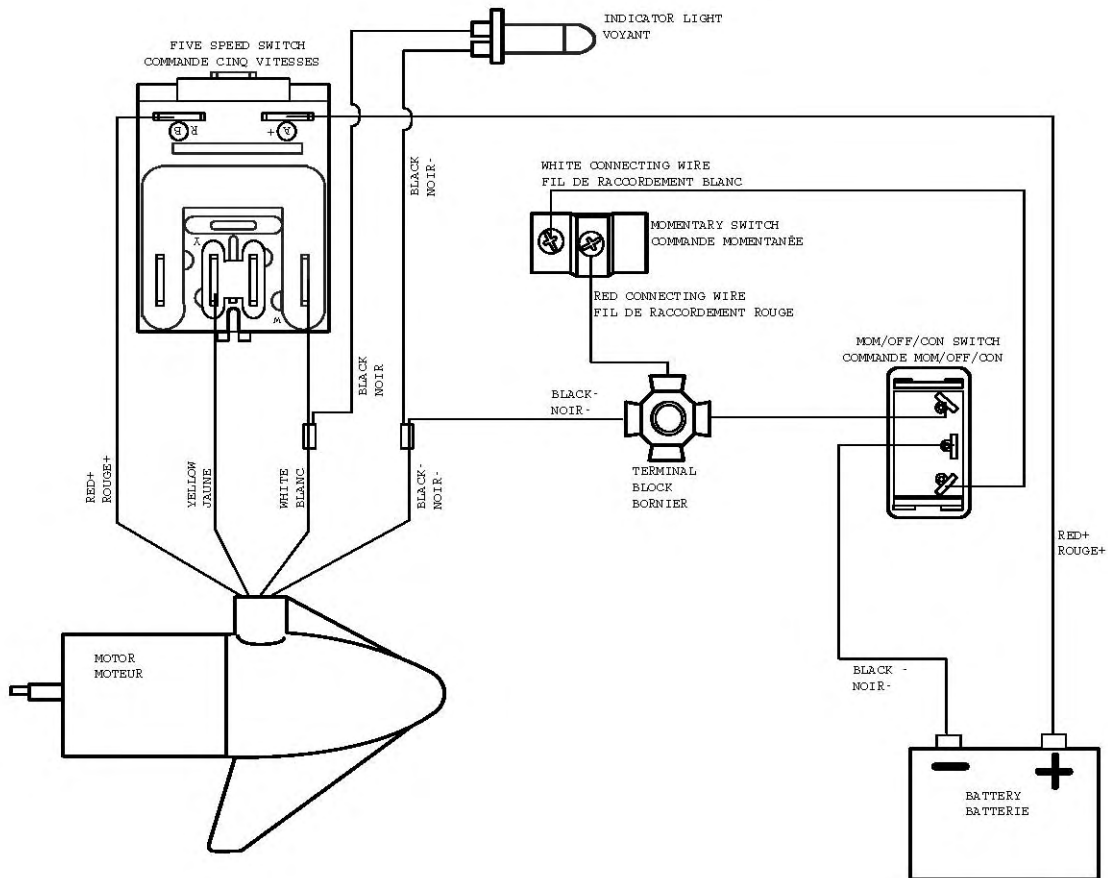 INDICATOR LIGHT
VOYANT
FIVE SPEED SWITCH
COMMANDE CINQ VITESSES
R B
A +
Y
W
BLACK-
NOIR-
WHITE CONNECTING WIRE
FIL DE RACCORDEMENT BLANC
MOMENTARY SWITCH
COMMANDE MOMENTANÉE
RED CONNECTING WIRE
FIL DE RACCORDEMENT ROUGE
MOM/OFF/CON SWITCH
COMMANDE MOM/OFF/CON
BLACK
NOIR
BLACK-
NOIR-
TERMINAL
BLOCK
BORNIER
RED+
ROUGE+
YELLOW
JAUNE
WHITE
BLANC
BLACK-
NOIR-
RED+
ROUGE+
MOTOR
MOTEUR
BLACK -
NOIR-
- +
BATTERY
BATTERIE